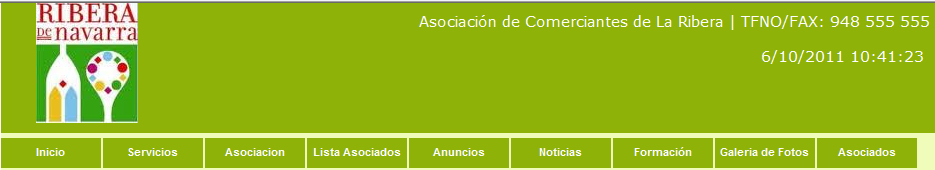 RIBERA
DE navarra
Asociación de Comerciantes de La Ribera | TFNO/FAX: 948 555 555
6/10/2011 10:41:23
Inicio
Servicios
Asociacion
Lista Asociados
Anuncios
Noticias
Formación
Galeria de Fotos
Asociados